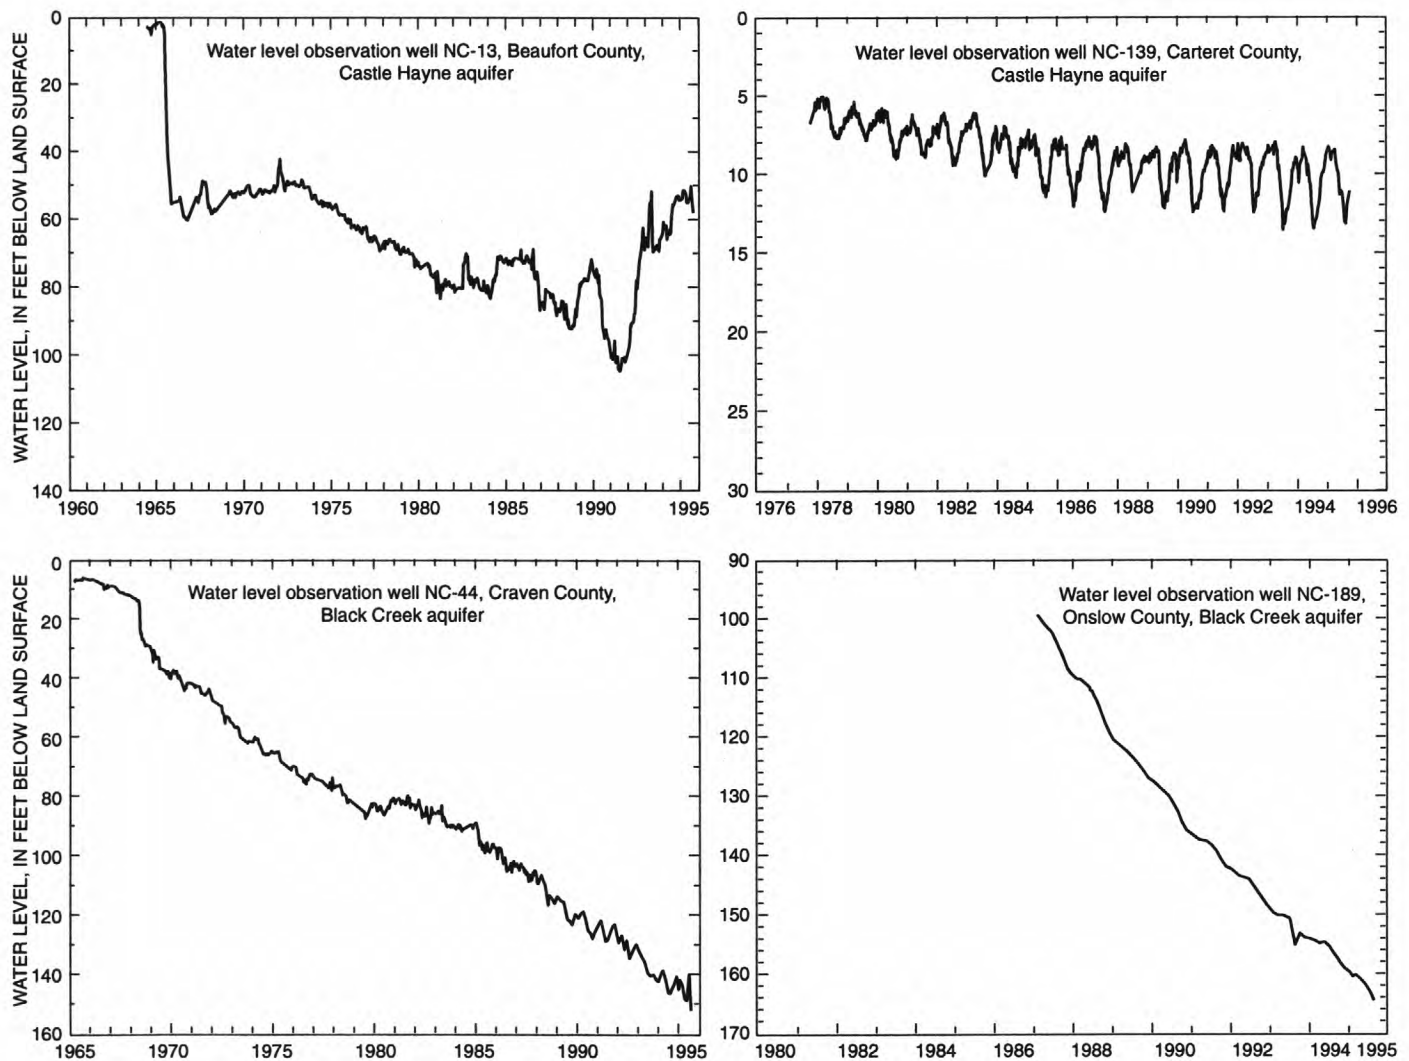 WATER LEVEL, IN FEET BELOW LAND SURFACE
Water level observation well NC-13, Beaufort County,
Castle Hayne aquifer
0
20
40
60
80
100
120
140
1960 1965 1970 1975 1980 1985 1990 1995
Water level observation well NC-139, Carteret County,
Castle Hayne aquifer
0
5
10
15
20
25
30
1976 1978 1980 1982 1984 1986 1988 1990 1992 1994 1996
WATER LEVEL, IN FEET BELOW LAND SURFACE
Water level observation well NC-44, Craven County,
Black Creek aquifer
0
20
40
60
80
100
120
140
160
1965 1970 1975 1980 1985 1990 1995
Water level observation well NC-189,
Onslow County, Black Creek aquifer
90
100
110
120
130
140
150
160
170
1980 1982 1984 1986 1988 1990 1992 1994 1995